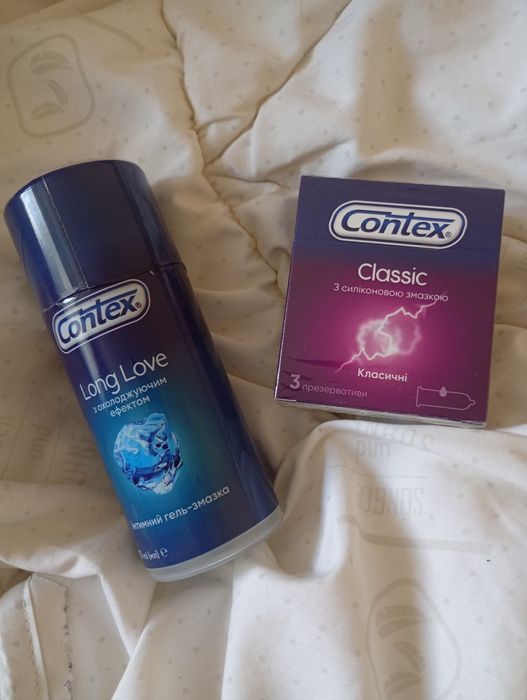 Contex®
Long Love
з охолоджуючим
ефектом
інтимний гель-змазка
Contex®
Classic
З силіконовою змазкою
Класичні
3 презервативи